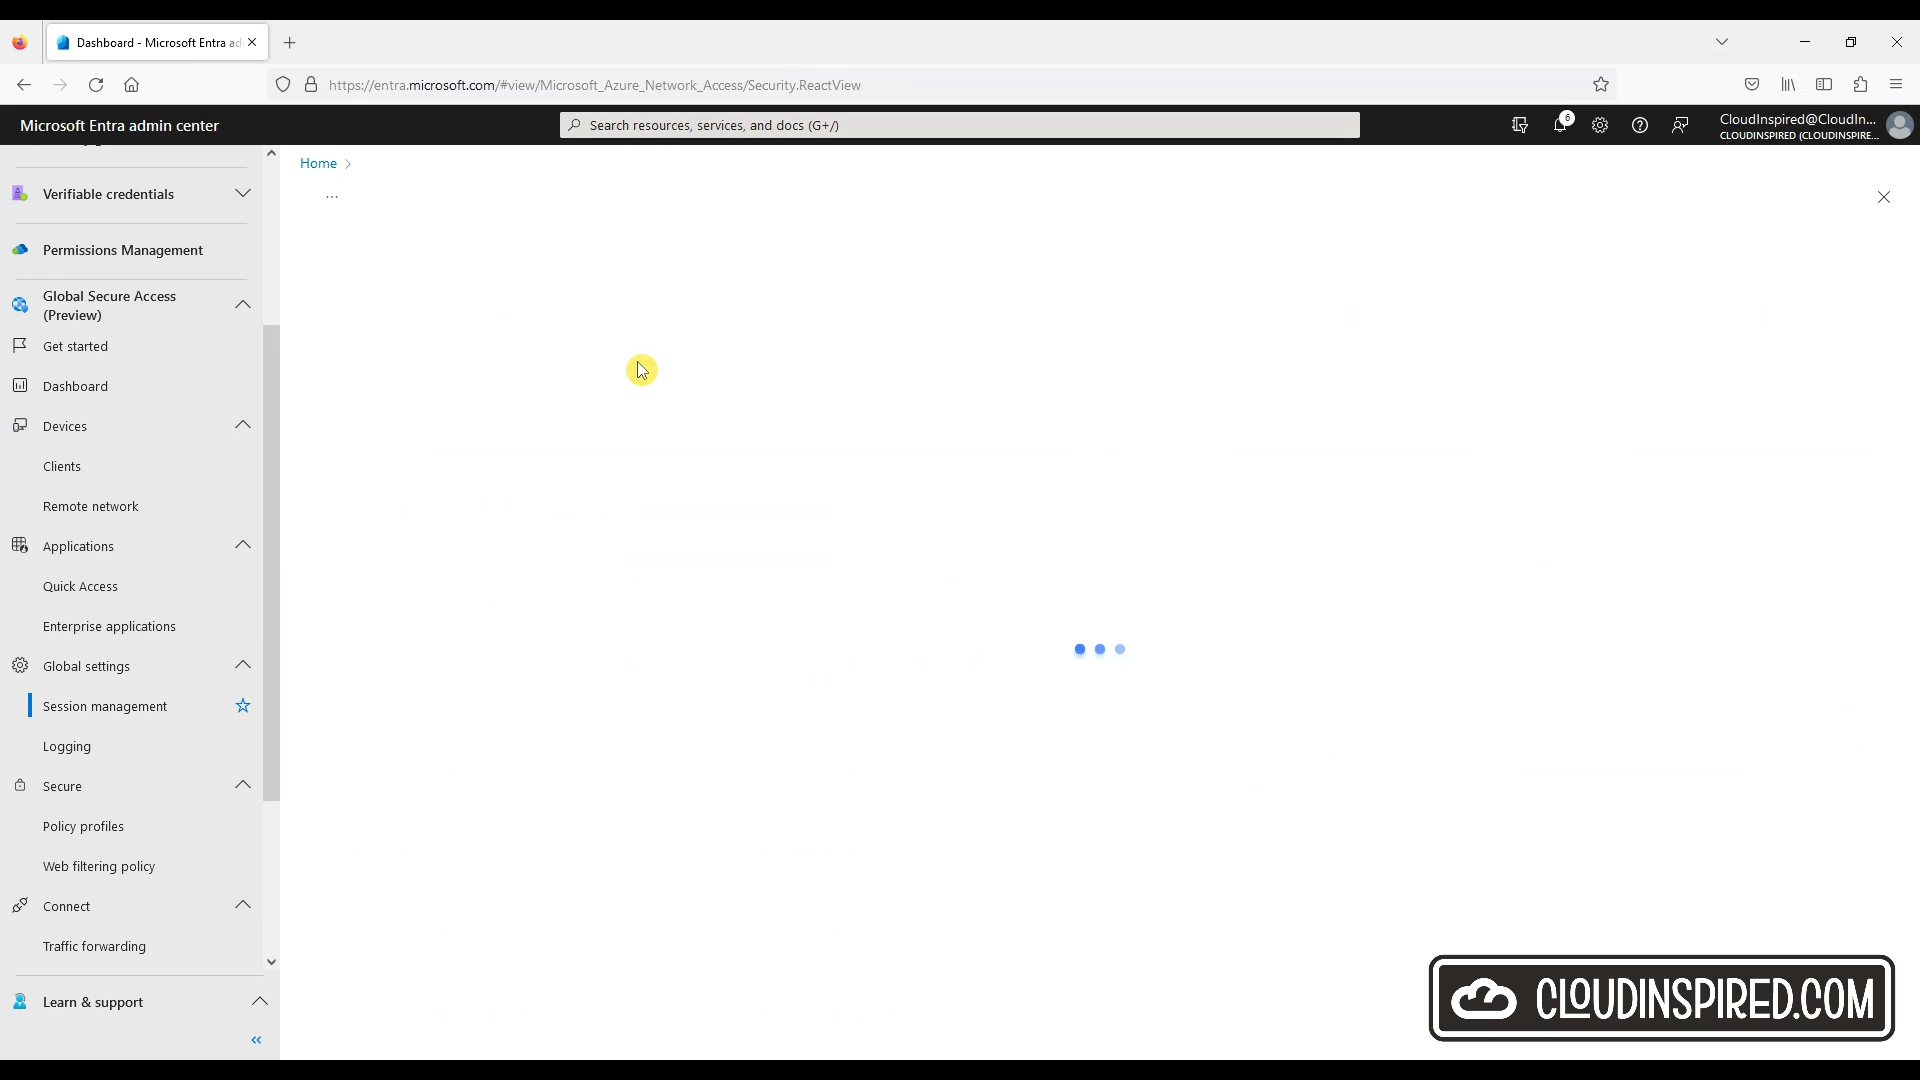 Dashboard - Microsoft Entra ad
https://entra.microsoft.com/#view/Microsoft_Azure_Network_Access/Security.ReactView
Microsoft Entra admin center
Search resources, services, and docs (G+/)
6
CloudInspired@CloudIn...
CLOUDINSPIRED (CLOUDINSPIRE...
Home
...
Verifiable credentials
Permissions Management
Global Secure Access
(Preview)
Get started
Dashboard
Devices
Clients
Remote network
Applications
Quick Access
Enterprise applications
Global settings
Session management
Logging
Secure
Policy profiles
Web filtering policy
Connect
Traffic forwarding
Learn & support
CLOUDINSPIRED.COM